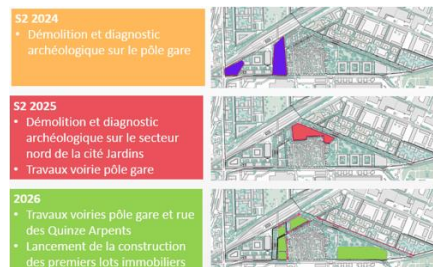 S2 2024
• Démolition et diagnostic
archéologique sur le pôle gare
S2 2025
• Démolition et diagnostic
archéologique sur le secteur
nord de la cité Jardins
• Travaux voirie pôle gare
2026
• Travaux voiries pôle gare et rue
des Quinze Arpents
• Lancement de la construction
des premiers lots immobiliers